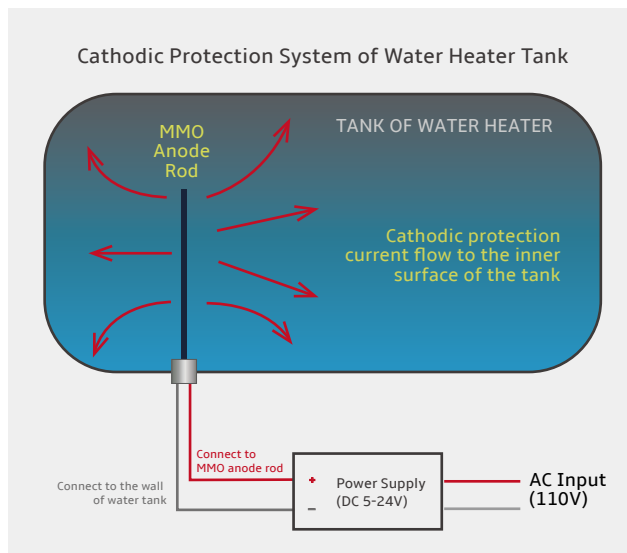 Cathodic Protection System of Water Heater Tank
MMO
Anode
Rod
TANK OF WATER HEATER
Cathodic protection
current flow to the inner
surface of the tank
Connect to
MMO anode rod
Connect to the wall
of water tank
+
Power Supply
(DC 5-24V)
–
AC Input
(110V)